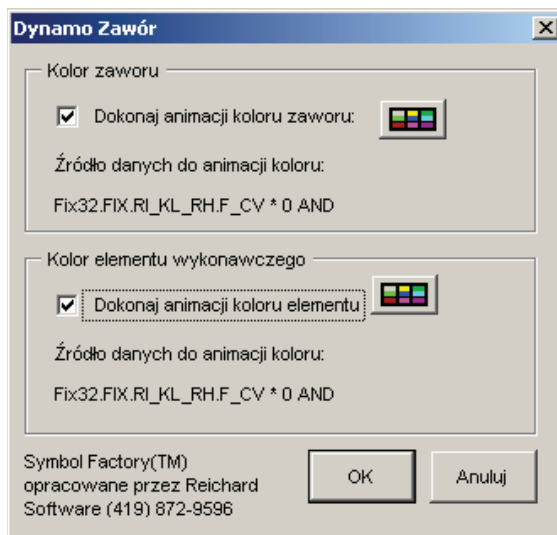 Dynamo Zawór
Kolor zaworu
Dokonaj animacji koloru zaworu:
Źródło danych do animacji koloru:
Fix32.FIX.RI_KL_RH.F_CV * 0 AND
Kolor elementu wykonawczego
Dokonaj animacji koloru elementu
Źródło danych do animacji koloru:
Fix32.FIX.RI_KL_RH.F_CV * 0 AND
Symbol Factory(TM)
opracowane przez Reichard
Software (419) 872-9596
OK
Anuluj